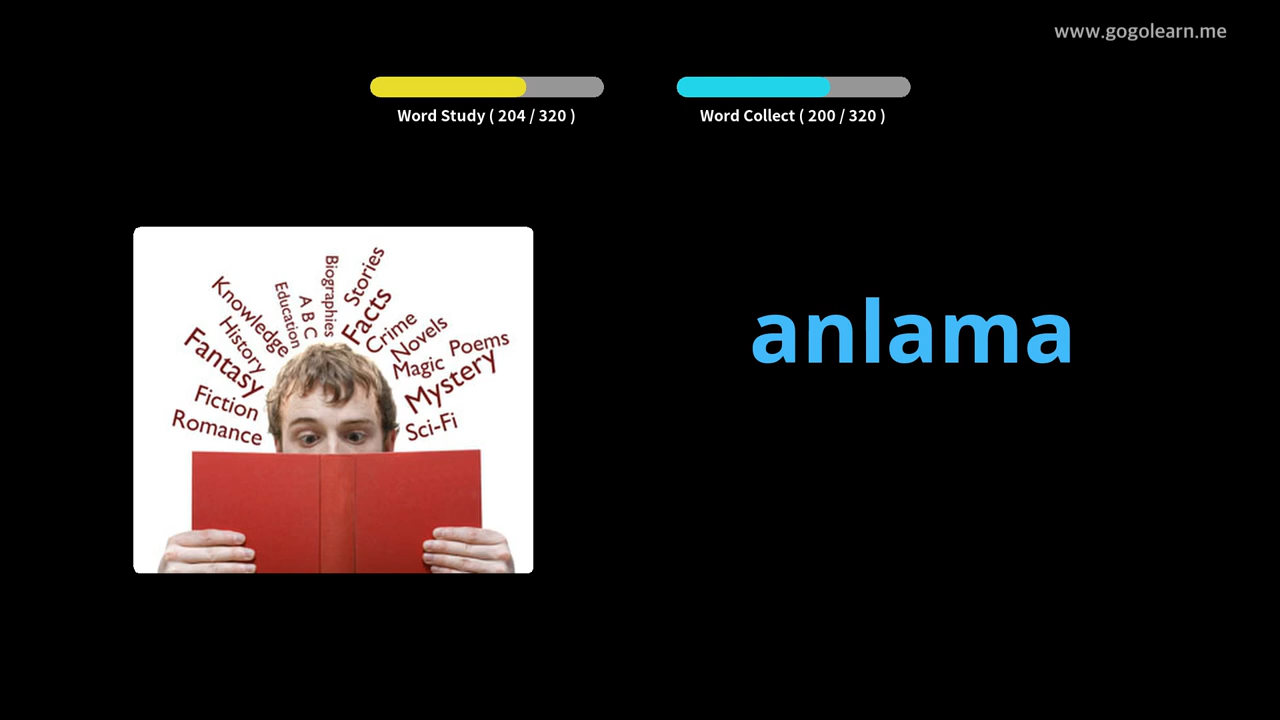 www.gogolearn.me
Word Study ( 204 / 320 )
Word Collect ( 200 / 320 )
Biographies
Stories
Education
A B C
Facts
Knowledge
Crime
History
Novels
Poems
Fantasy
Magic
Mystery
Fiction
Sci-Fi
Romance
anlama